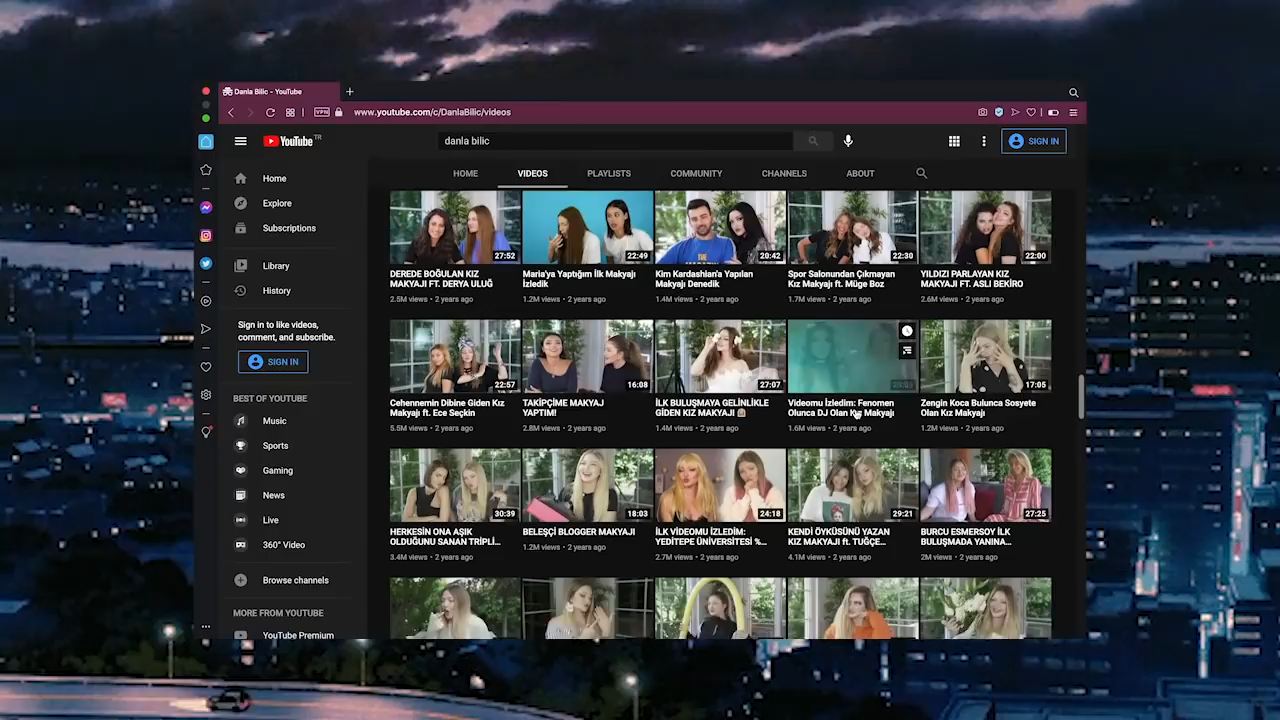 Danla Bilic - YouTube
VPN
www.youtube.com/c/DanlaBilic/videos
YouTube TR
danla bilic
SIGN IN
HOME VIDEOS PLAYLISTS COMMUNITY CHANNELS ABOUT
Home
Explore
Subscriptions
Library
History
Sign in to like videos,
comment, and subscribe.
SIGN IN
BEST OF YOUTUBE
Music
Sports
Gaming
News
Live
360° Video
Browse channels
MORE FROM YOUTUBE
YouTube Premium
27:52
DEREDE BOĞULAN KIZ
MAKYAJI FT. DERYA ULUĞ
2.5M views • 2 years ago
22:49
Maria'ya Yaptığım İlk Makyajı
İzledik
1.2M views • 2 years ago
THE
20:42
Kim Kardashian'a Yapılan
Makyajı Denedik
1.4M views • 2 years ago
22:30
Spor Salonundan Çıkmayan
Kız Makyajı ft. Müge Boz
1.7M views • 2 years ago
22:00
YILDIZI PARLAYAN KIZ
MAKYAJI FT. ASLI BEKİRO
2.6M views • 2 years ago
22:57
Cehennemin Dibine Giden Kız
Makyajı ft. Ece Seçkin
5.5M views • 2 years ago
16:08
TAKİPÇİME MAKYAJ
YAPTIM!
2.8M views • 2 years ago
27:07
İLK BULUŞMAYA GELİNLİKLE
GİDEN KIZ MAKYAJI
1.4M views • 2 years ago
Videomu İzledim: Fenomen
Olunca DJ Olan Kız Makyajı
1.6M views • 2 years ago
17:05
Zengin Koca Bulunca Sosyete
Olan Kız Makyajı
1.2M views • 2 years ago
30:39
HERKESİN ONA AŞIK
OLDUĞUNU SANAN TRİPLİ...
3.4M views • 2 years ago
18:03
BELEŞÇİ BLOGGER MAKYAJI
1.2M views • 2 years ago
24:18
İLK VİDEOMU İZLEDİM:
YEDİTEPE ÜNİVERSİTESİ %...
2.7M views • 2 years ago
29:21
KENDİ ÖYKÜSÜNÜ YAZAN
KIZ MAKYAJI ft. TUĞÇE...
4.1M views • 2 years ago
27:25
BURCU ESMERSOY İLK
BULUŞMADA YANINA...
2M views • 2 years ago